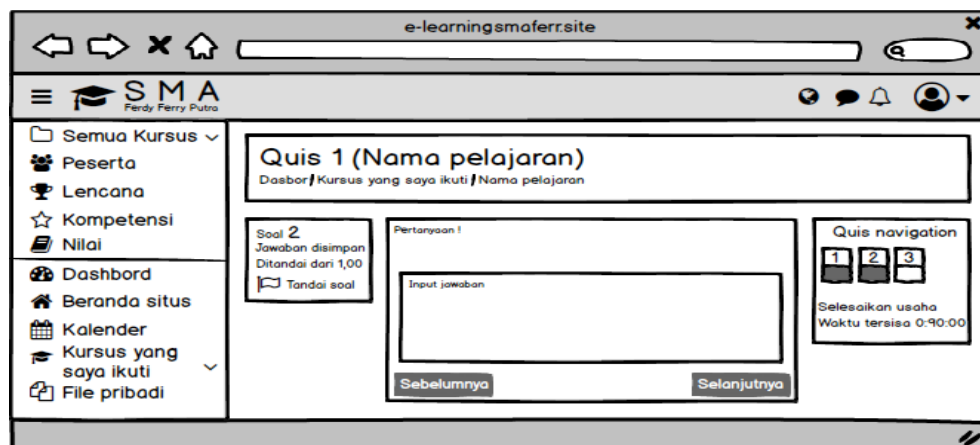 e-learningsmaferr.site
SMA
Ferdy Ferry Putra
Semua Kursus
Peserta
Lencana
Kompetensi
Nilai
Dashbord
Beranda situs
Kalender
Kursus yang
saya ikuti
File pribadi
Quis 1 (Nama pelajaran)
Dasbor/Kursus yang saya ikuti/Nama pelajaran
Soal 2
Jawaban disimpan
Ditandai dari 1,00
Tandai soal
Pertanyaan !
Input jawaban
Sebelumnya
Selanjutnya
Quis navigation
1 2 3
Selesaikan usaha
Waktu tersisa 0:90:00